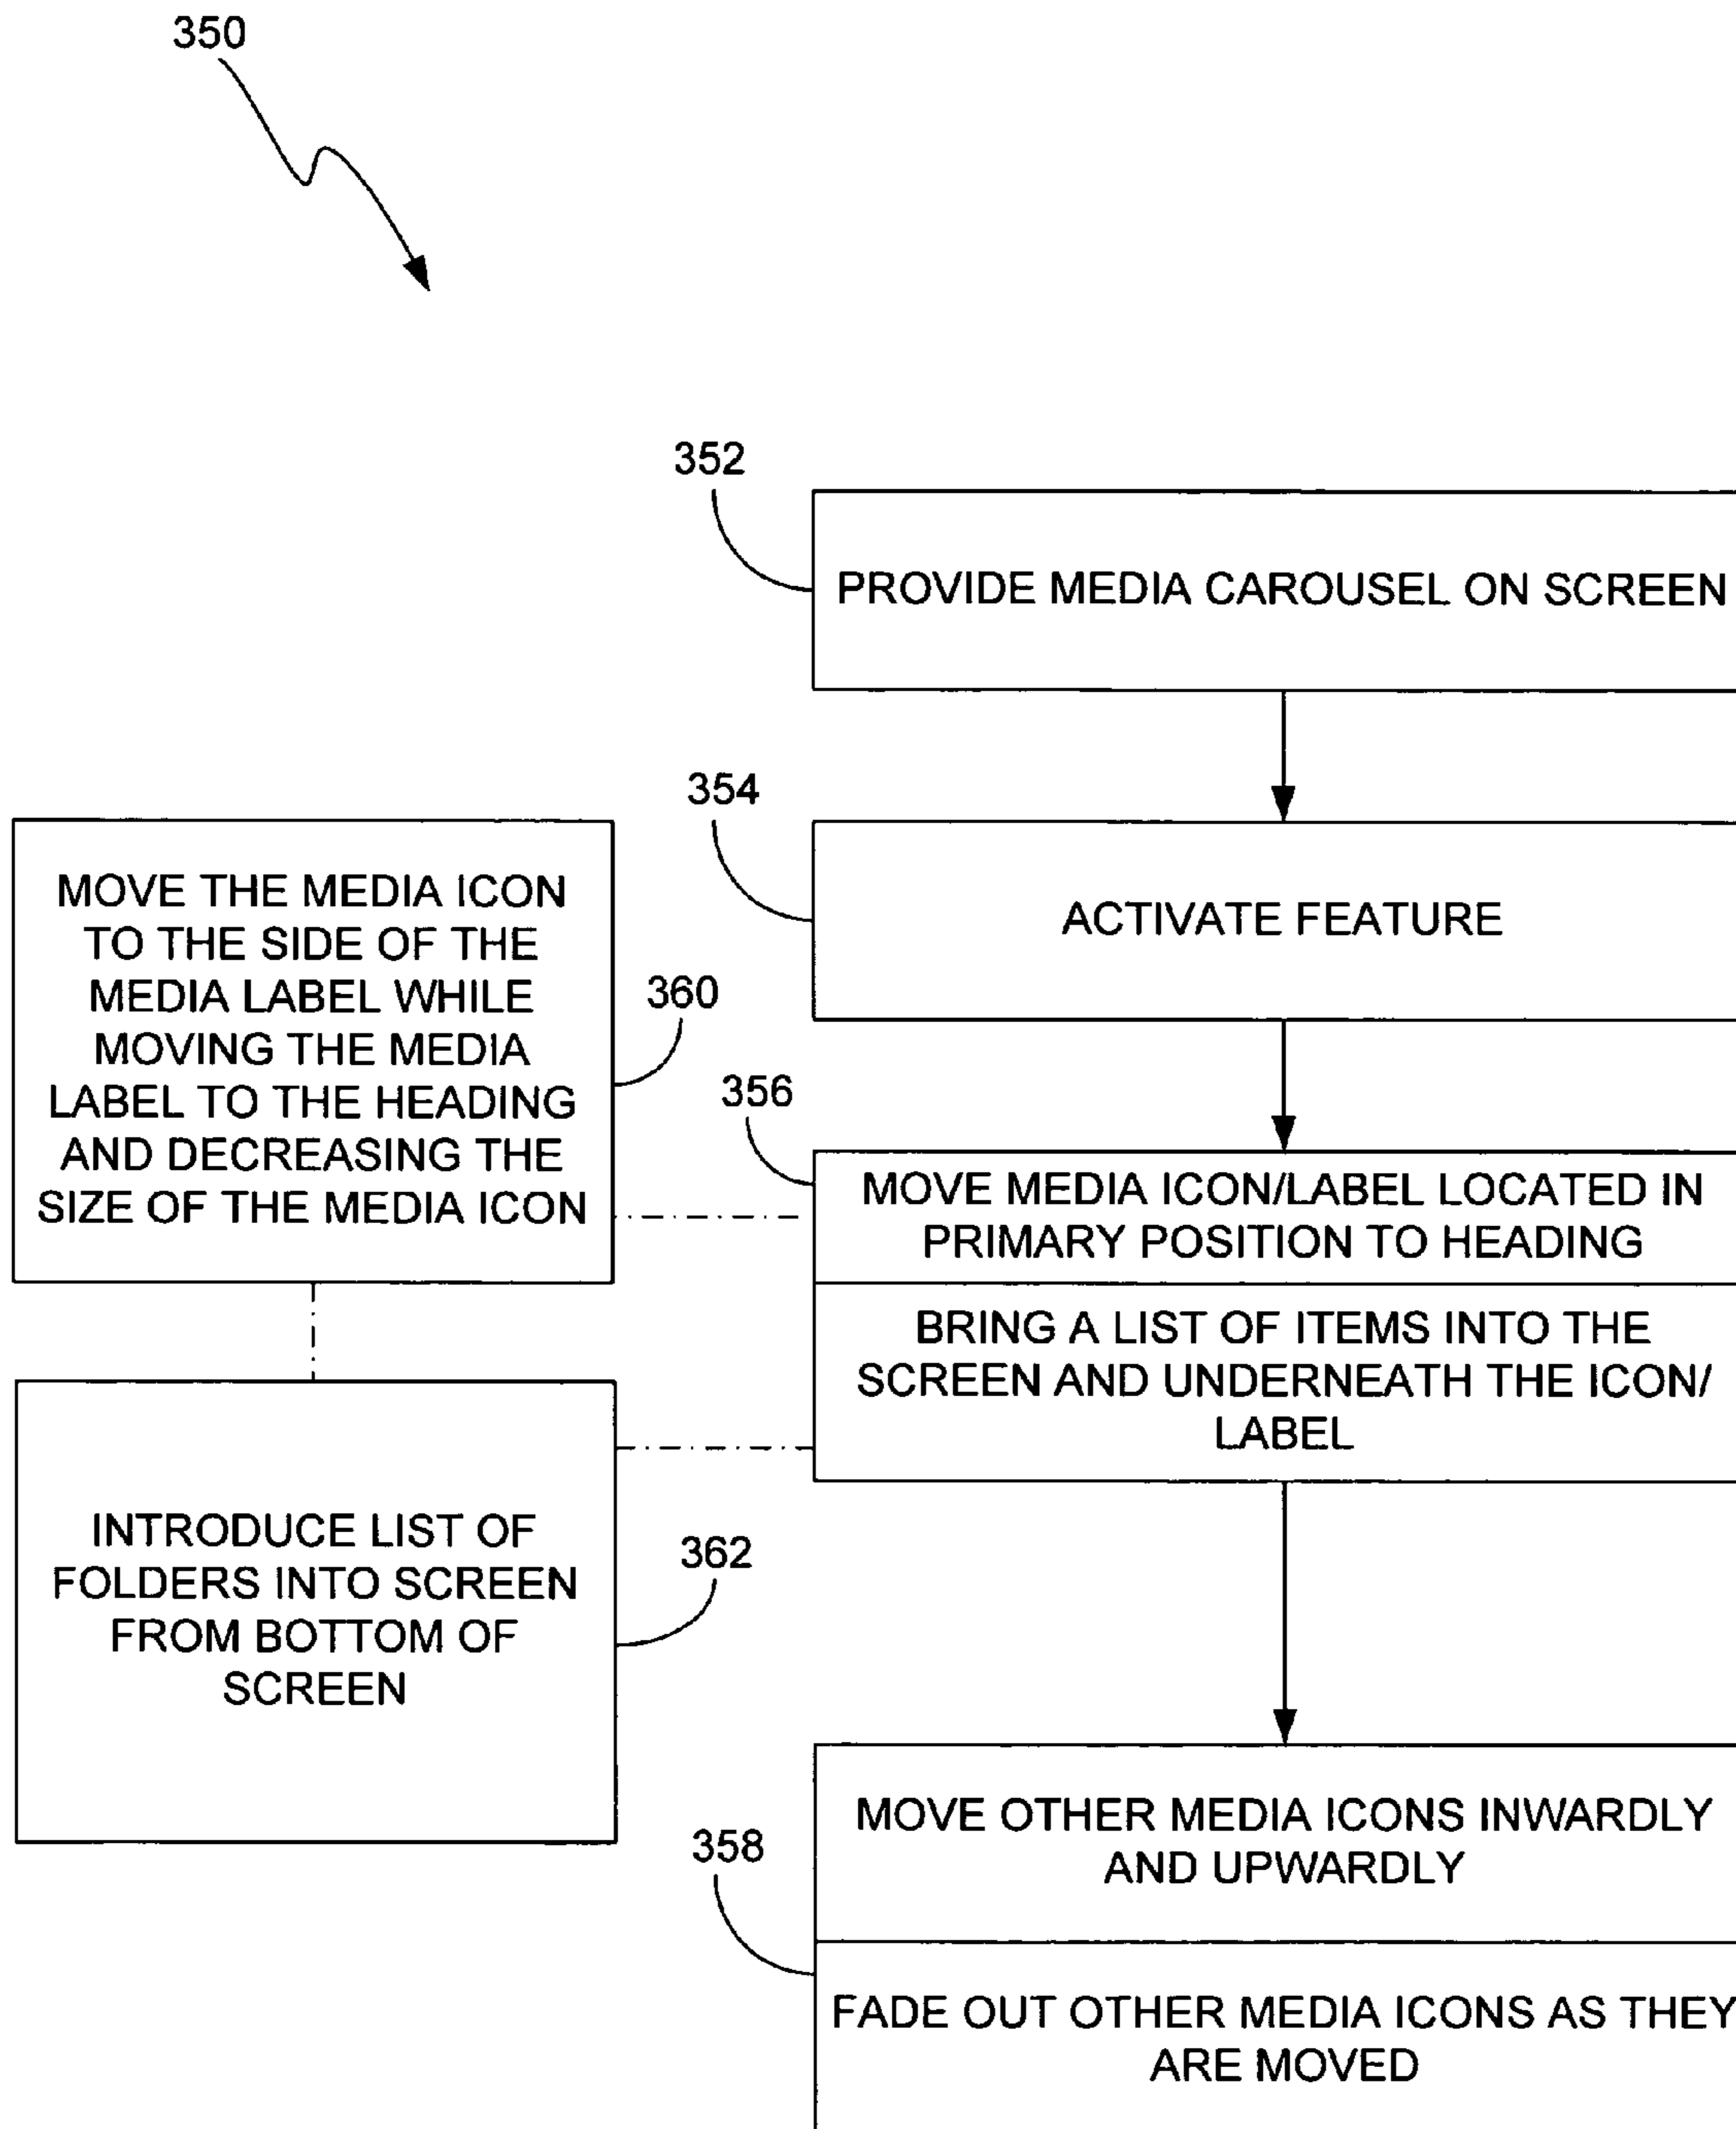 350
352
PROVIDE MEDIA CAROUSEL ON SCREEN
354
ACTIVATE FEATURE
MOVE THE MEDIA ICON
TO THE SIDE OF THE
MEDIA LABEL WHILE
MOVING THE MEDIA
LABEL TO THE HEADING
AND DECREASING THE
SIZE OF THE MEDIA ICON
360
356
MOVE MEDIA ICON/LABEL LOCATED IN
PRIMARY POSITION TO HEADING
BRING A LIST OF ITEMS INTO THE
SCREEN AND UNDERNEATH THE ICON/
LABEL
INTRODUCE LIST OF
FOLDERS INTO SCREEN
FROM BOTTOM OF
SCREEN
362
358
MOVE OTHER MEDIA ICONS INWARDLY
AND UPWARDLY
FADE OUT OTHER MEDIA ICONS AS THEY
ARE MOVED